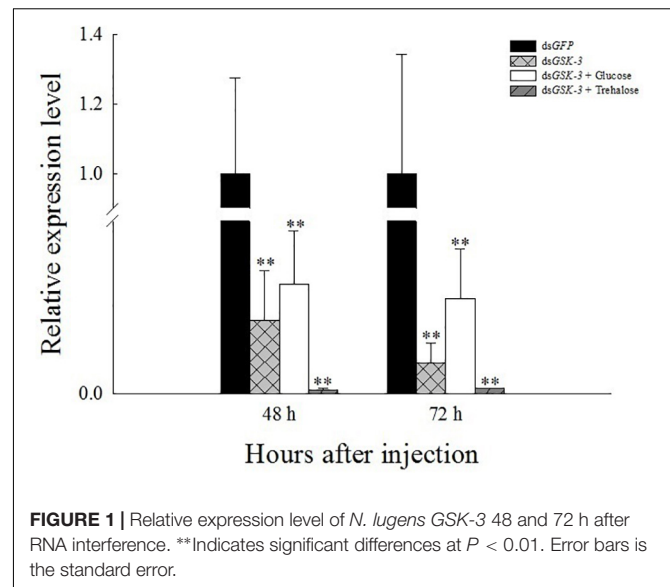 1.4
1.2
1.0
0.0
Relative expression level
dsGFP
dsGSK-3
dsGSK-3 + Glucose
dsGSK-3 + Trehalose
** ** **
** ** **
48 h 72 h
Hours after injection
FIGURE 1 | Relative expression level of N. lugens GSK-3 48 and 72 h after
RNA interference. **Indicates significant differences at P < 0.01. Error bars is
the standard error.